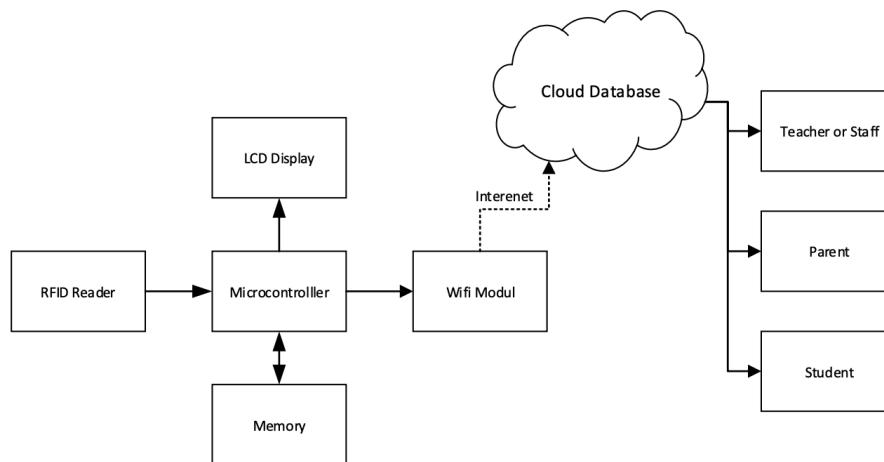 Cloud Database
Teacher or Staff
LCD Display
Interenet
Parent
RFID Reader
Microcontrolller
Wifi Modul
Student
Memory